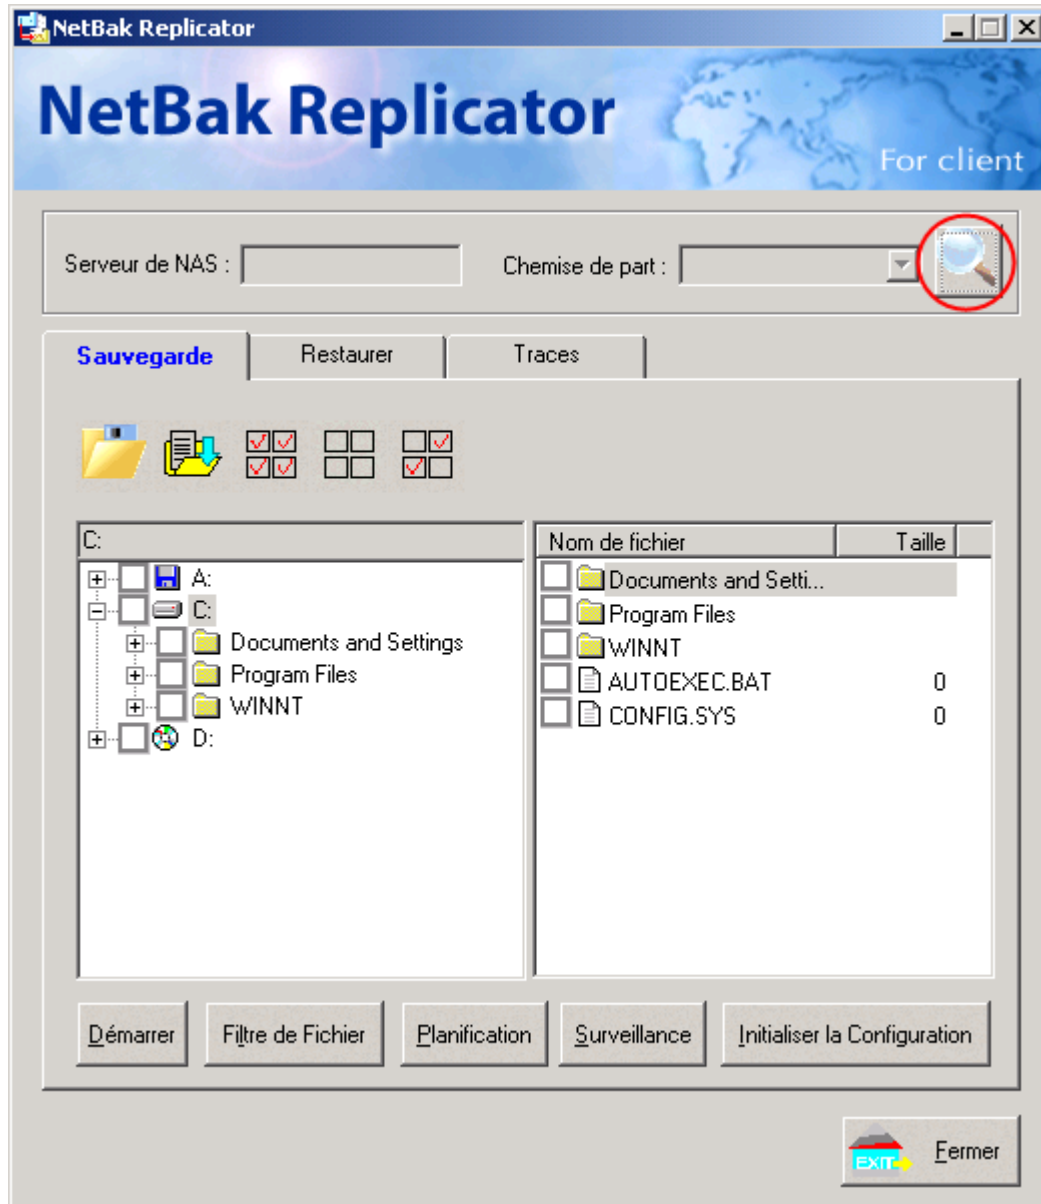 NetBak Replicator
NetBak Replicator
For client
Serveur de NAS :
Chemise de part :
Sauvegarde
Restaurer
Traces
C:
A:
C:
Documents and Settings
Program Files
WINNT
D:
Nom de fichier Taille
Documents and Setti...
Program Files
WINNT
AUTOEXEC.BAT 0
CONFIG.SYS 0
Démarrer
Filtre de Fichier
Planification
Surveillance
Initialiser la Configuration
EXIT
Fermer